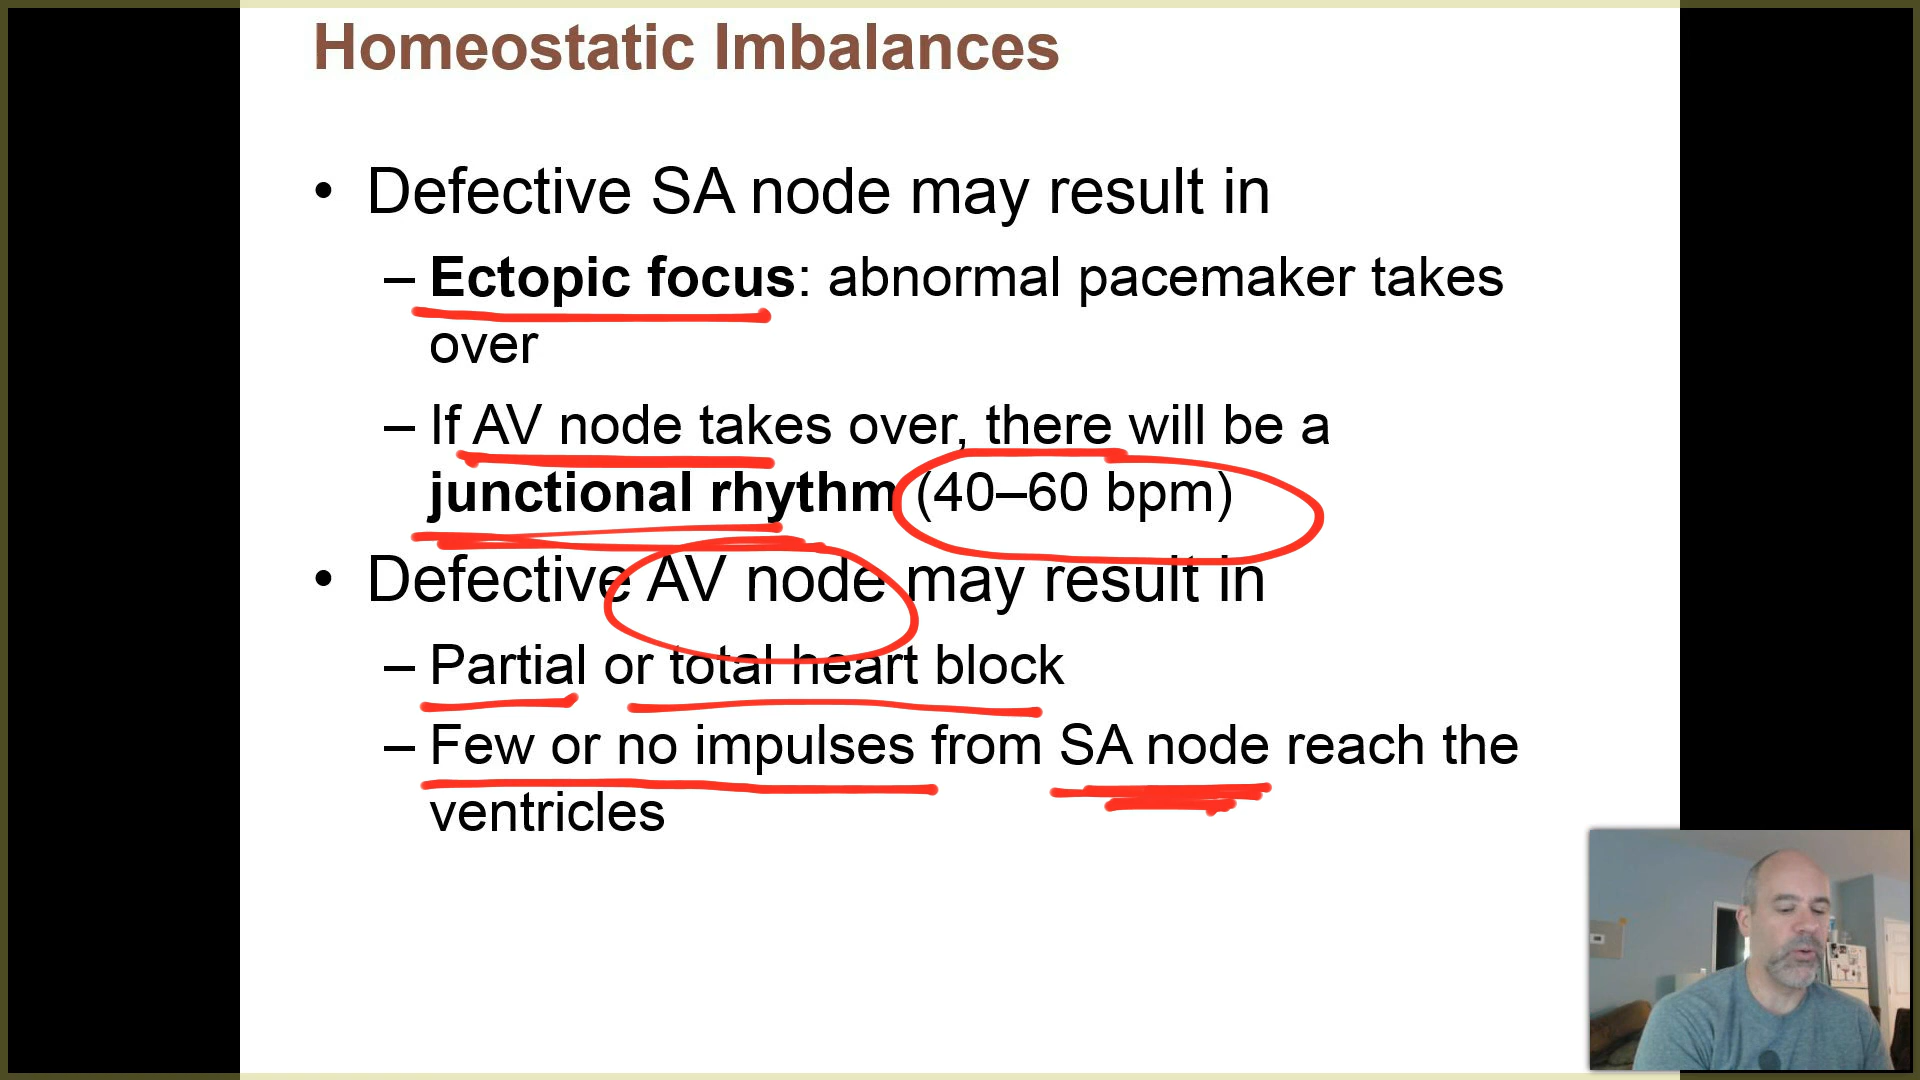 Homeostatic Imbalances
• Defective SA node may result in
– Ectopic focus: abnormal pacemaker takes
over
– If AV node takes over, there will be a
junctional rhythm (40–60 bpm)
• Defective AV node may result in
– Partial or total heart block
– Few or no impulses from SA node reach the
ventricles